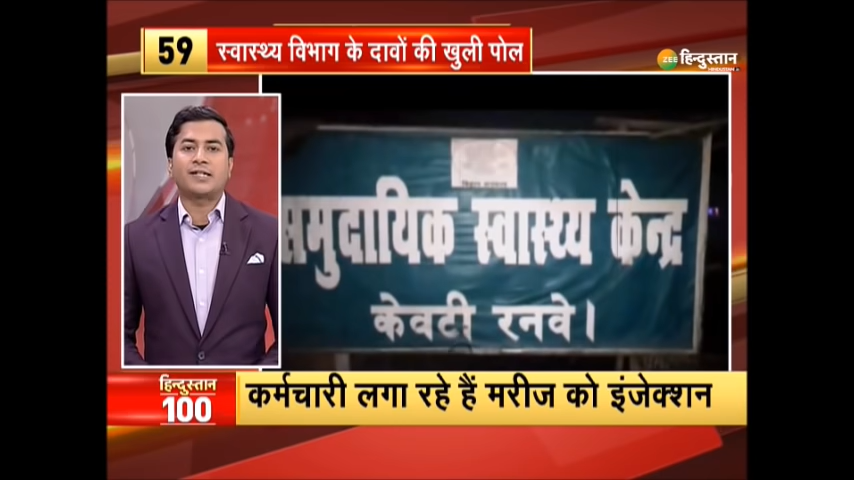 59 स्वास्थ्य विभाग के दावों की खुली पोल
ZEE हिन्दुस्तान
समुदायिक स्वास्थ्य केन्द्र
केवटी रनवे।
हिन्दुस्तान
100
कर्मचारी लगा रहे हैं मरीज को इंजेक्शन